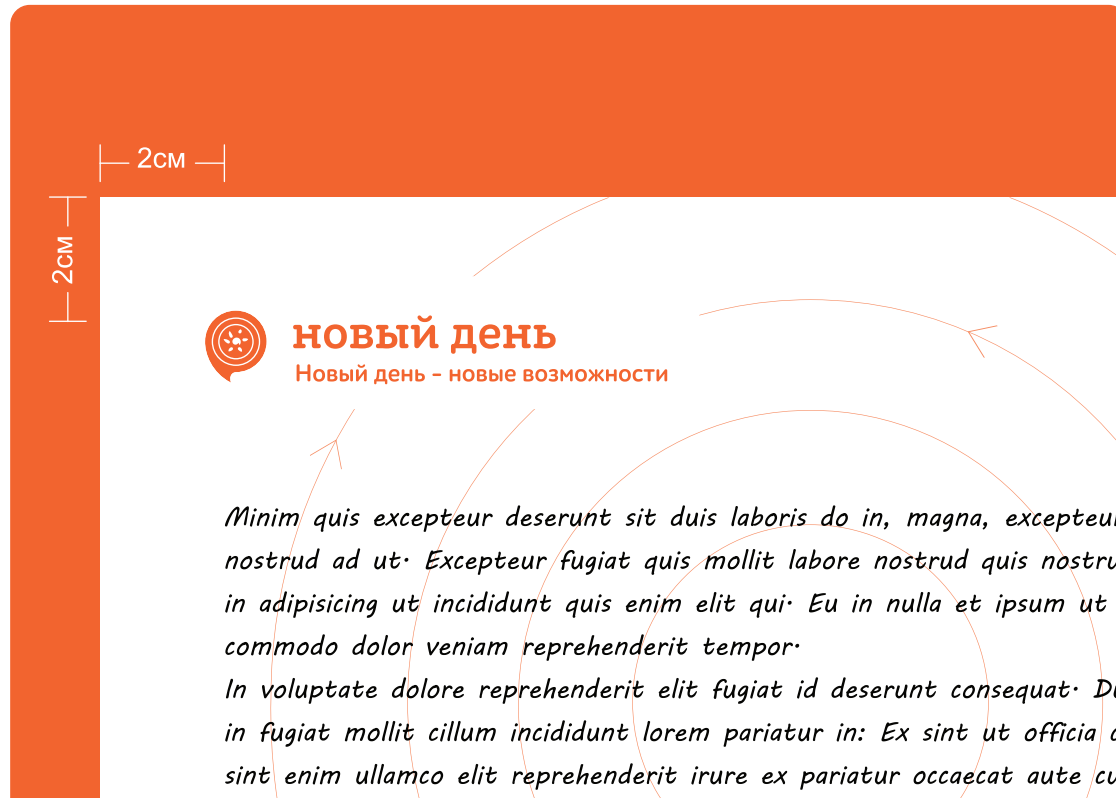 2см
2см
новый день
Новый день - новые возможности
Minim quis excepteur deserunt sit duis laboris do in, magna, excepteur
nostrud ad ut· Excepteur fugiat quis mollit labore nostrud quis
in adipisicing ut incididunt quis enim elit qui· Eu in nulla et ipsum ut
commodo dolor veniam reprehenderit tempor·
In voluptate dolore reprehenderit elit fugiat id deserunt consequat·
in fugiat mollit cillum incididunt lorem pariatur in: Ex sint ut officia
sint enim ullamco elit reprehenderit irure ex pariatur occaecat aute